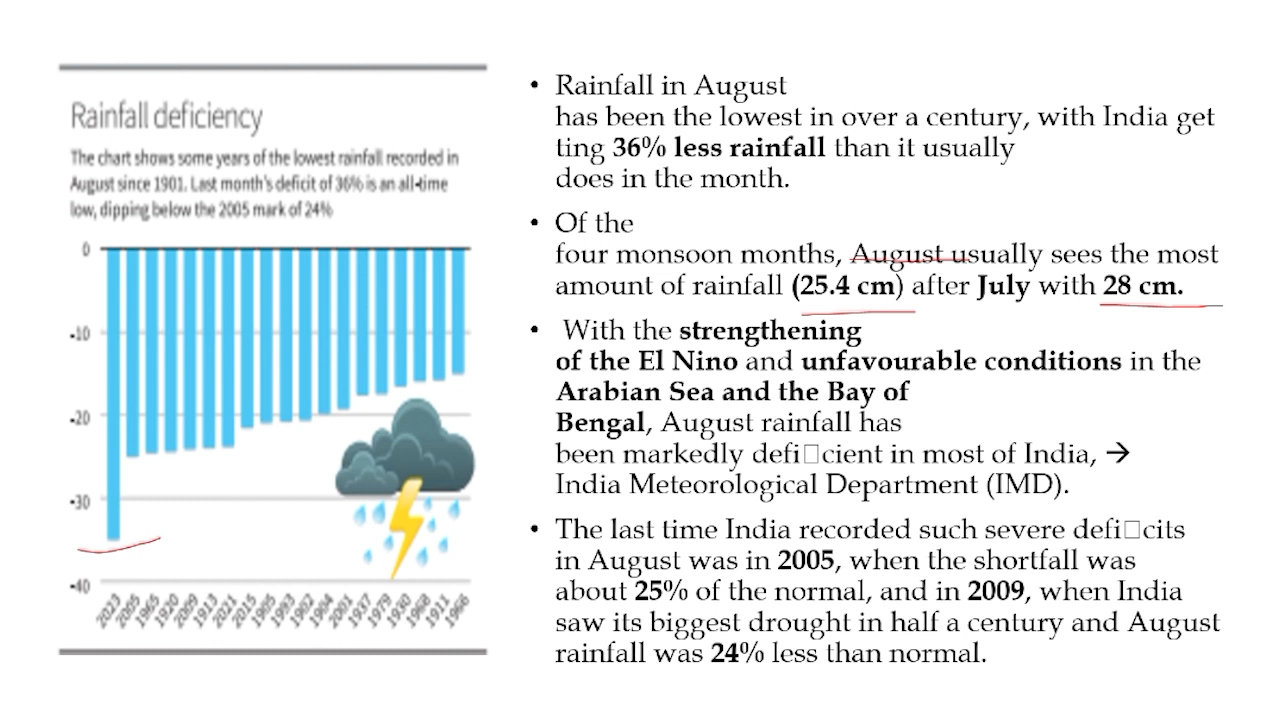 Rainfall deficiency
The chart shows some years of the lowest rainfall recorded in
August since 1901. Last month's deficit of 36% is an all-time
low, dipping below the 2005 mark of 24%
0
-10
-20
-30
-40
2023 2005 1965 1920 2009 1913 2021 2015 1905 1993 1902 1904 2001 1937 1979 1930 1968 1911 1966
• Rainfall in August
has been the lowest in over a century, with India get
ting 36% less rainfall than it usually
does in the month.
• Of the
four monsoon months, August usually sees the most
amount of rainfall (25.4 cm) after July with 28 cm.
• With the strengthening
of the El Nino and unfavourable conditions in the
Arabian Sea and the Bay of
Bengal, August rainfall has
been markedly defi□cient in most of India, →
India Meteorological Department (IMD).
• The last time India recorded such severe defi□cits
in August was in 2005, when the shortfall was
about 25% of the normal, and in 2009, when India
saw its biggest drought in half a century and August
rainfall was 24% less than normal.